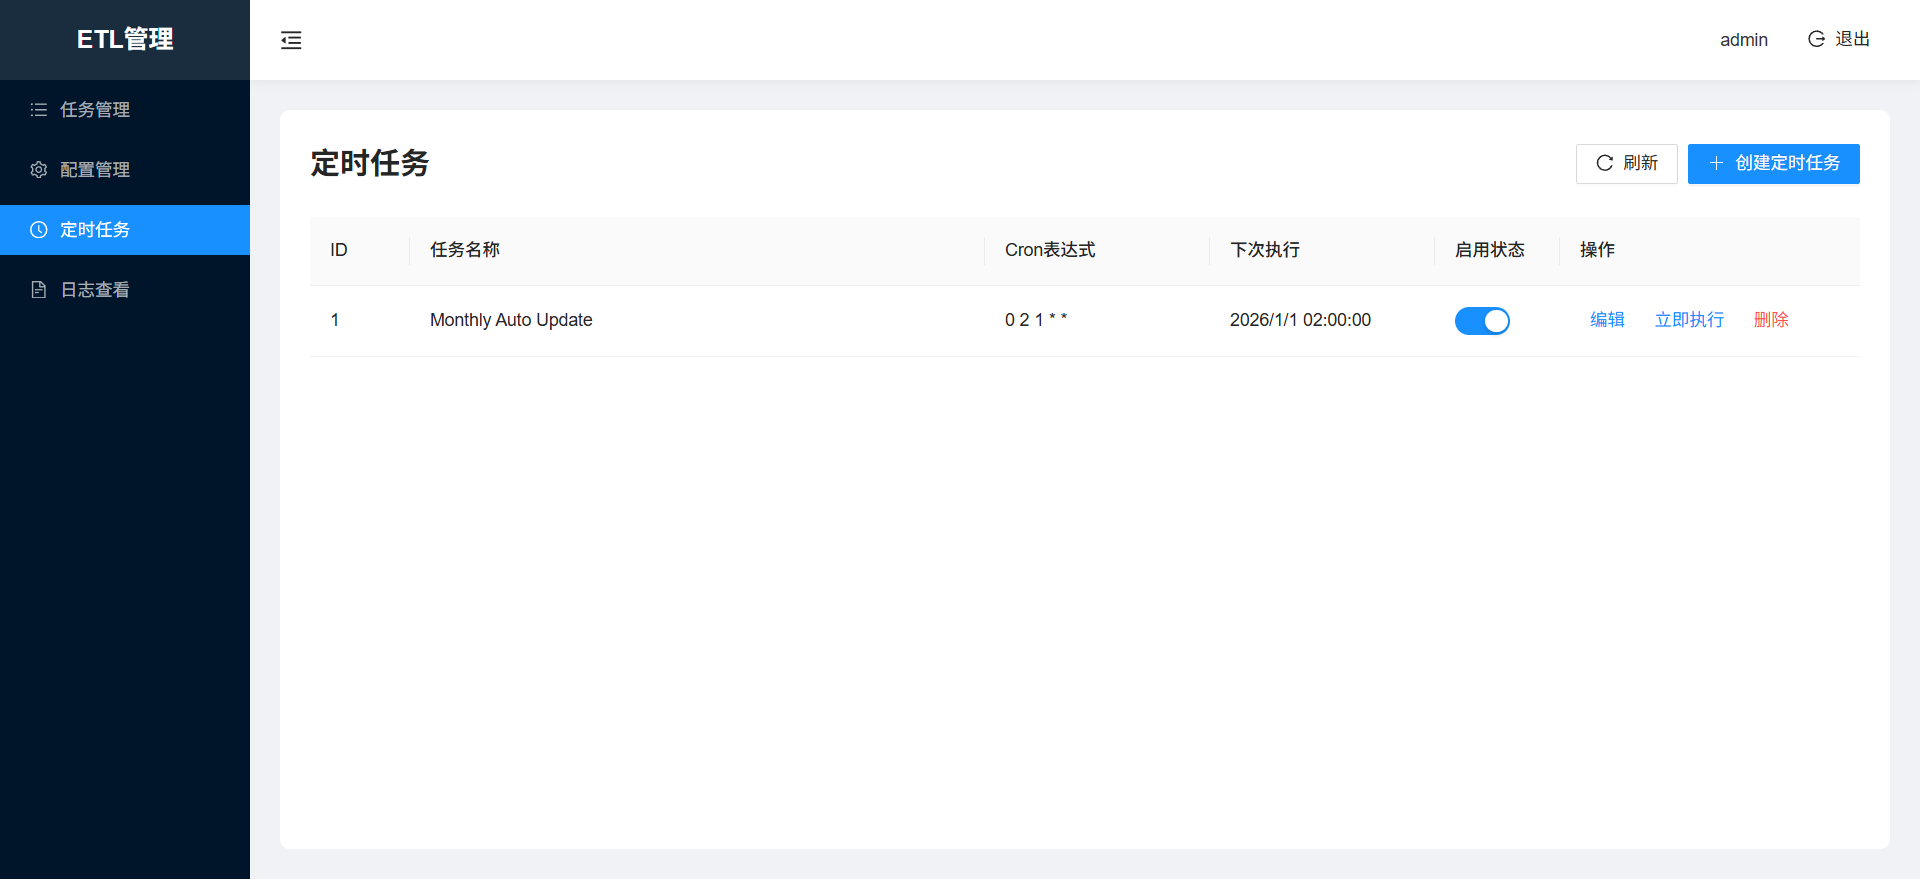 ETL管理
admin
退出
任务管理
配置管理
定时任务
日志查看
定时任务
刷新
创建定时任务
ID 任务名称 Cron表达式 下次执行 启用状态 操作
1 Monthly Auto Update 0 2 1 * * 2026/1/1 02:00:00 编辑 立即执行 删除